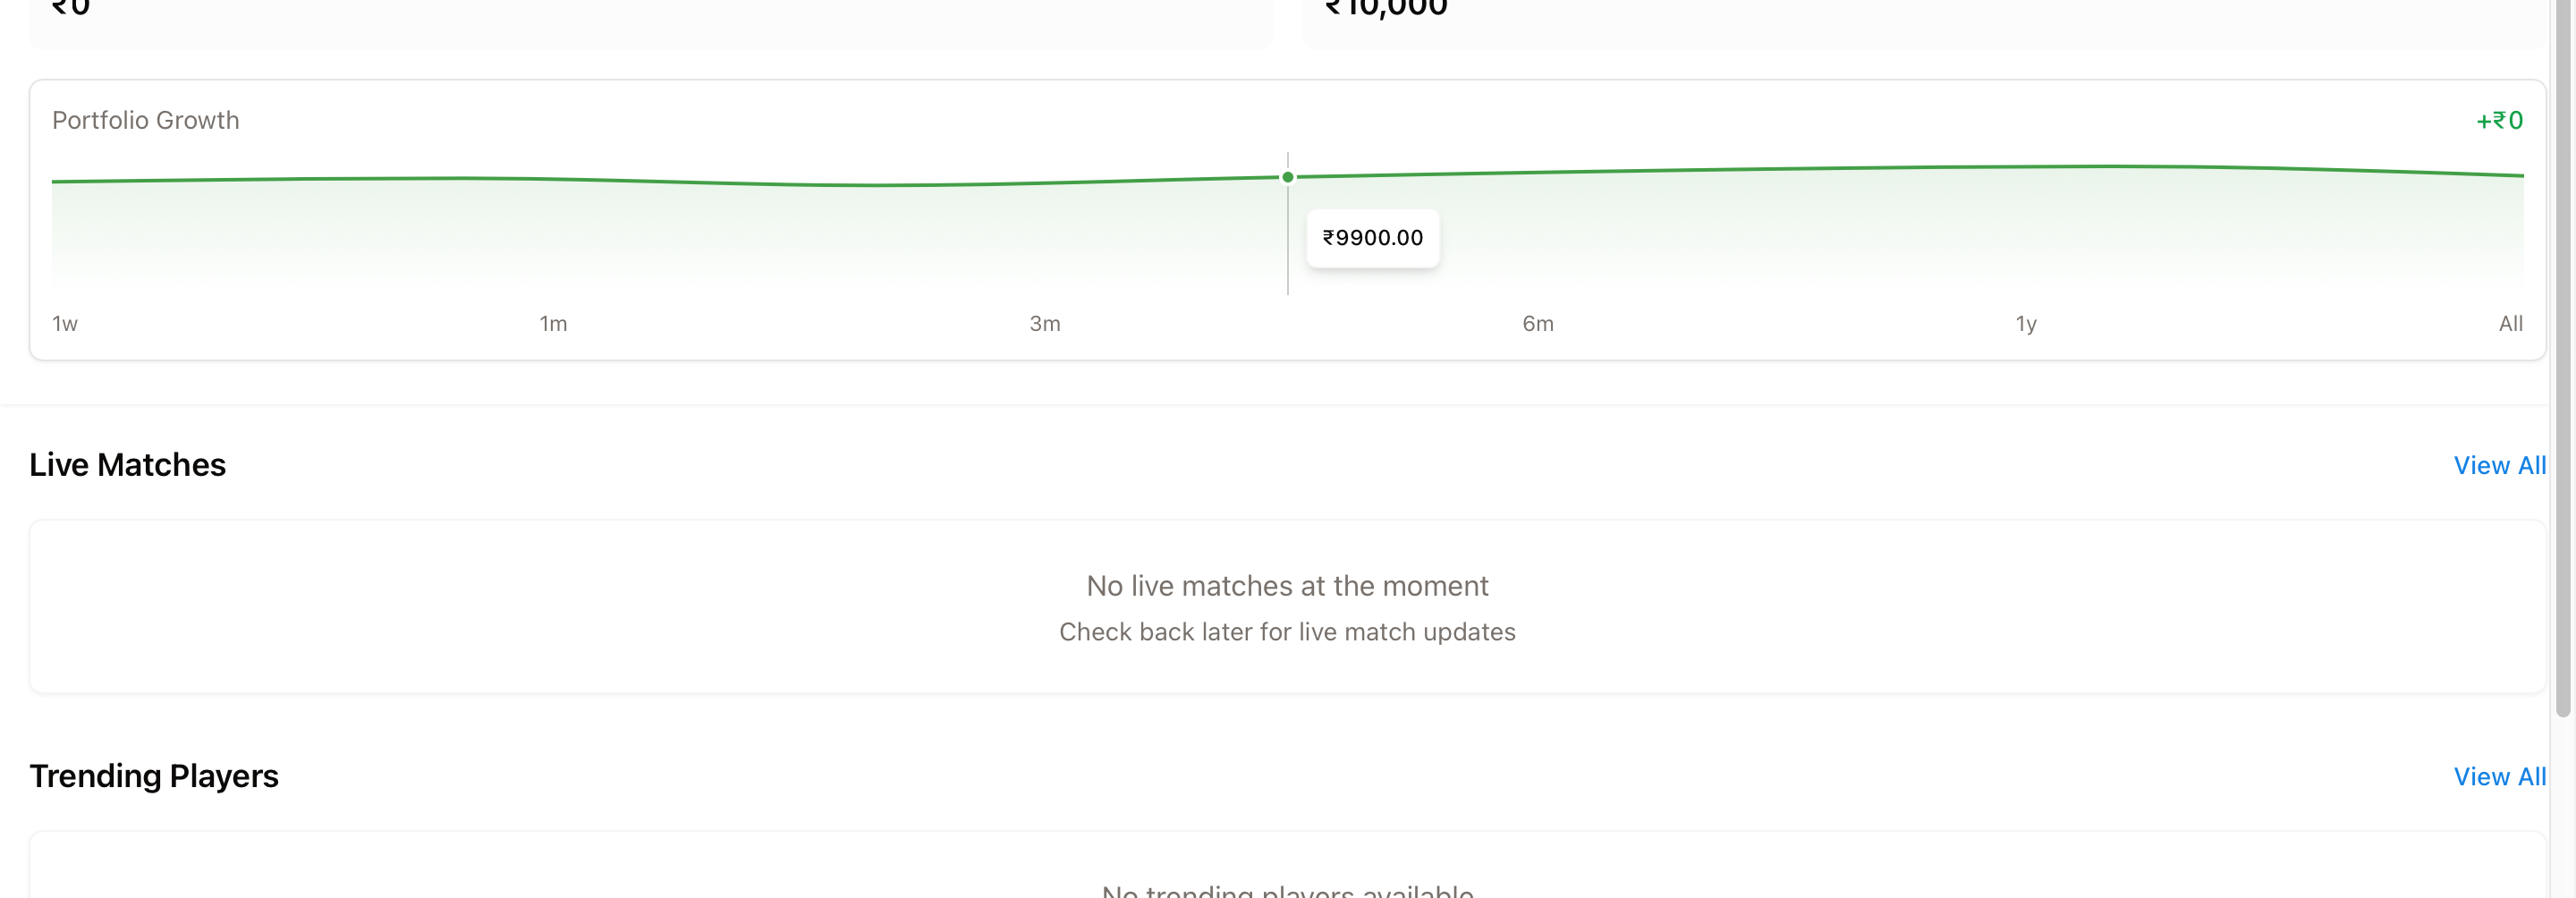 ₹0
₹10,000
Portfolio Growth
+₹0
₹9900.00
1w 1m 3m 6m 1y All
Live Matches
View All
No live matches at the moment
Check back later for live match updates
Trending Players
View All
No trending players available